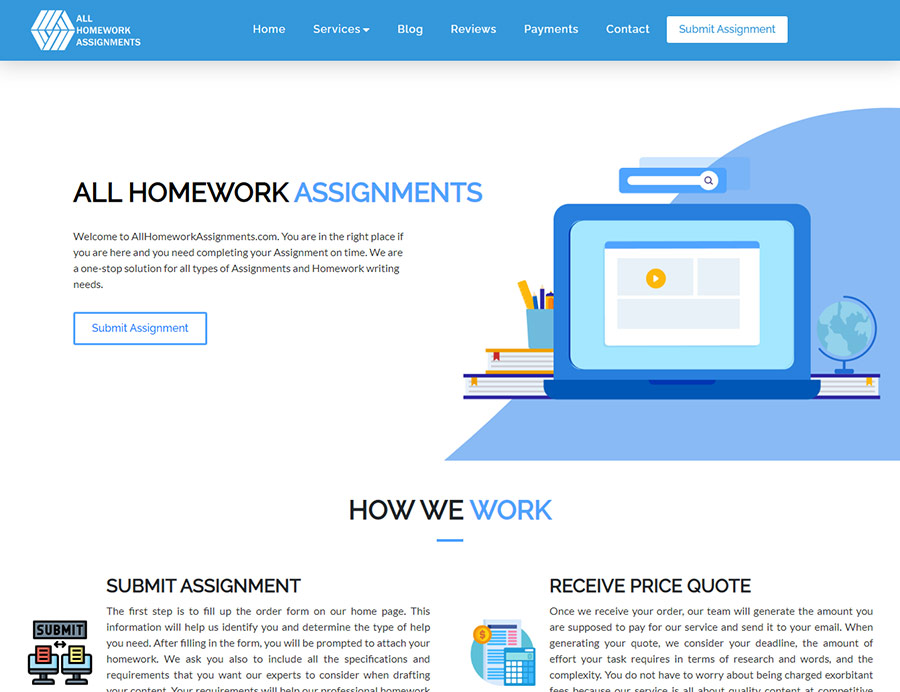 ALL
HOMEWORK
ASSIGNMENTS
Home
Services
Blog
Reviews
Payments
Contact
Submit Assignment
ALL HOMEWORK ASSIGNMENTS
Welcome to AllHomeworkAssignments.com. You are in the right place if
you are here and you need completing your Assignment on time. We are
a one-stop solution for all types of Assignments and Homework writing
needs.
Submit Assignment
HOW WE WORK
SUBMIT ASSIGNMENT
The first step is to fill up the order form on our home page. This
information will help us identify you and determine the type of help
you need. After filling in the form, you will be prompted to attach your
homework. We ask you also to include all the specifications and
requirements that you want our experts to consider when drafting
your content. Your requirements will help our professional homework
SUBMIT
RECEIVE PRICE QUOTE
Once we receive your order, our team will generate the amount you
are supposed to pay for our service and send it to your email. When
generating your quote, we consider your deadline, the amount of
effort your task requires in terms of research and words, and the
complexity. You do not have to worry about being charged exorbitant
fees because our service is all about quality content at competitive
$